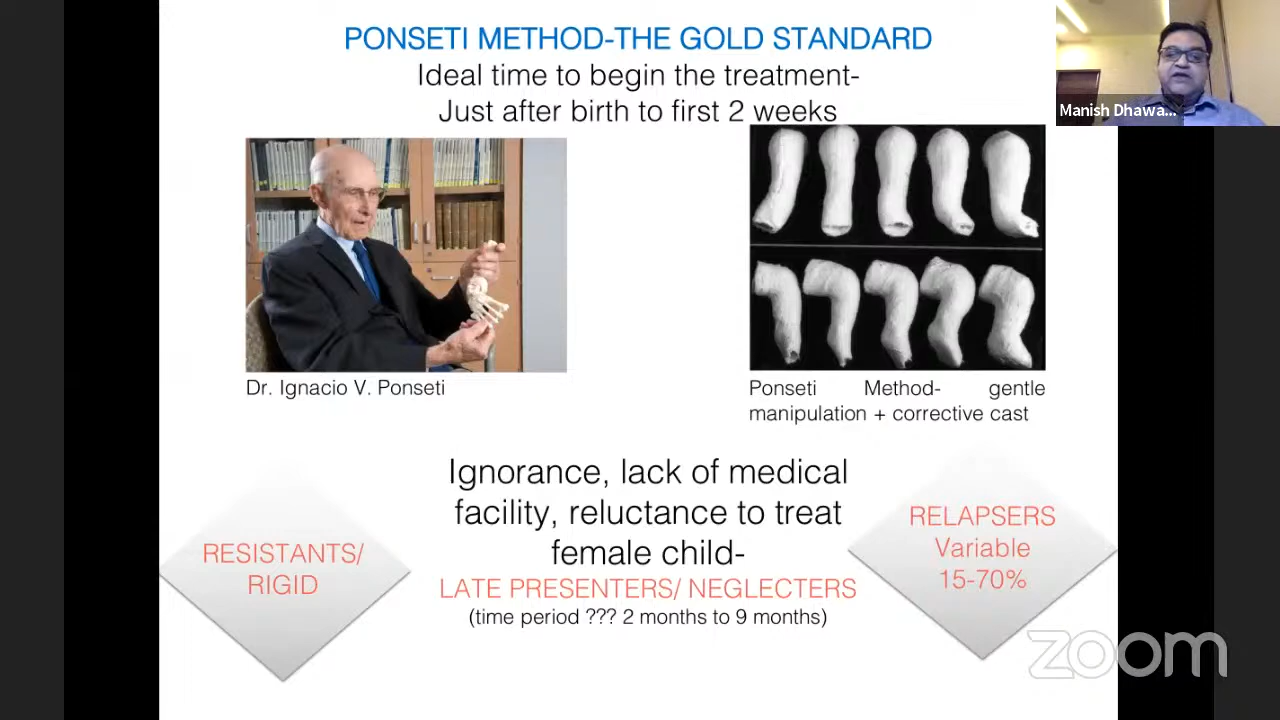 PONSETI METHOD-THE GOLD STANDARD
Ideal time to begin the treatment-
Just after birth to first 2 weeks
Manish Dhawa...
Dr. Ignacio V. Ponseti
Ponseti Method- gentle
manipulation + corrective cast
Ignorance, lack of medical
facility, reluctance to treat
female child-
LATE PRESENTERS/ NEGLECTERS
(time period ??? 2 months to 9 months)
RESISTANTS/
RIGID
RELAPSERS
Variable
15-70%
zoom